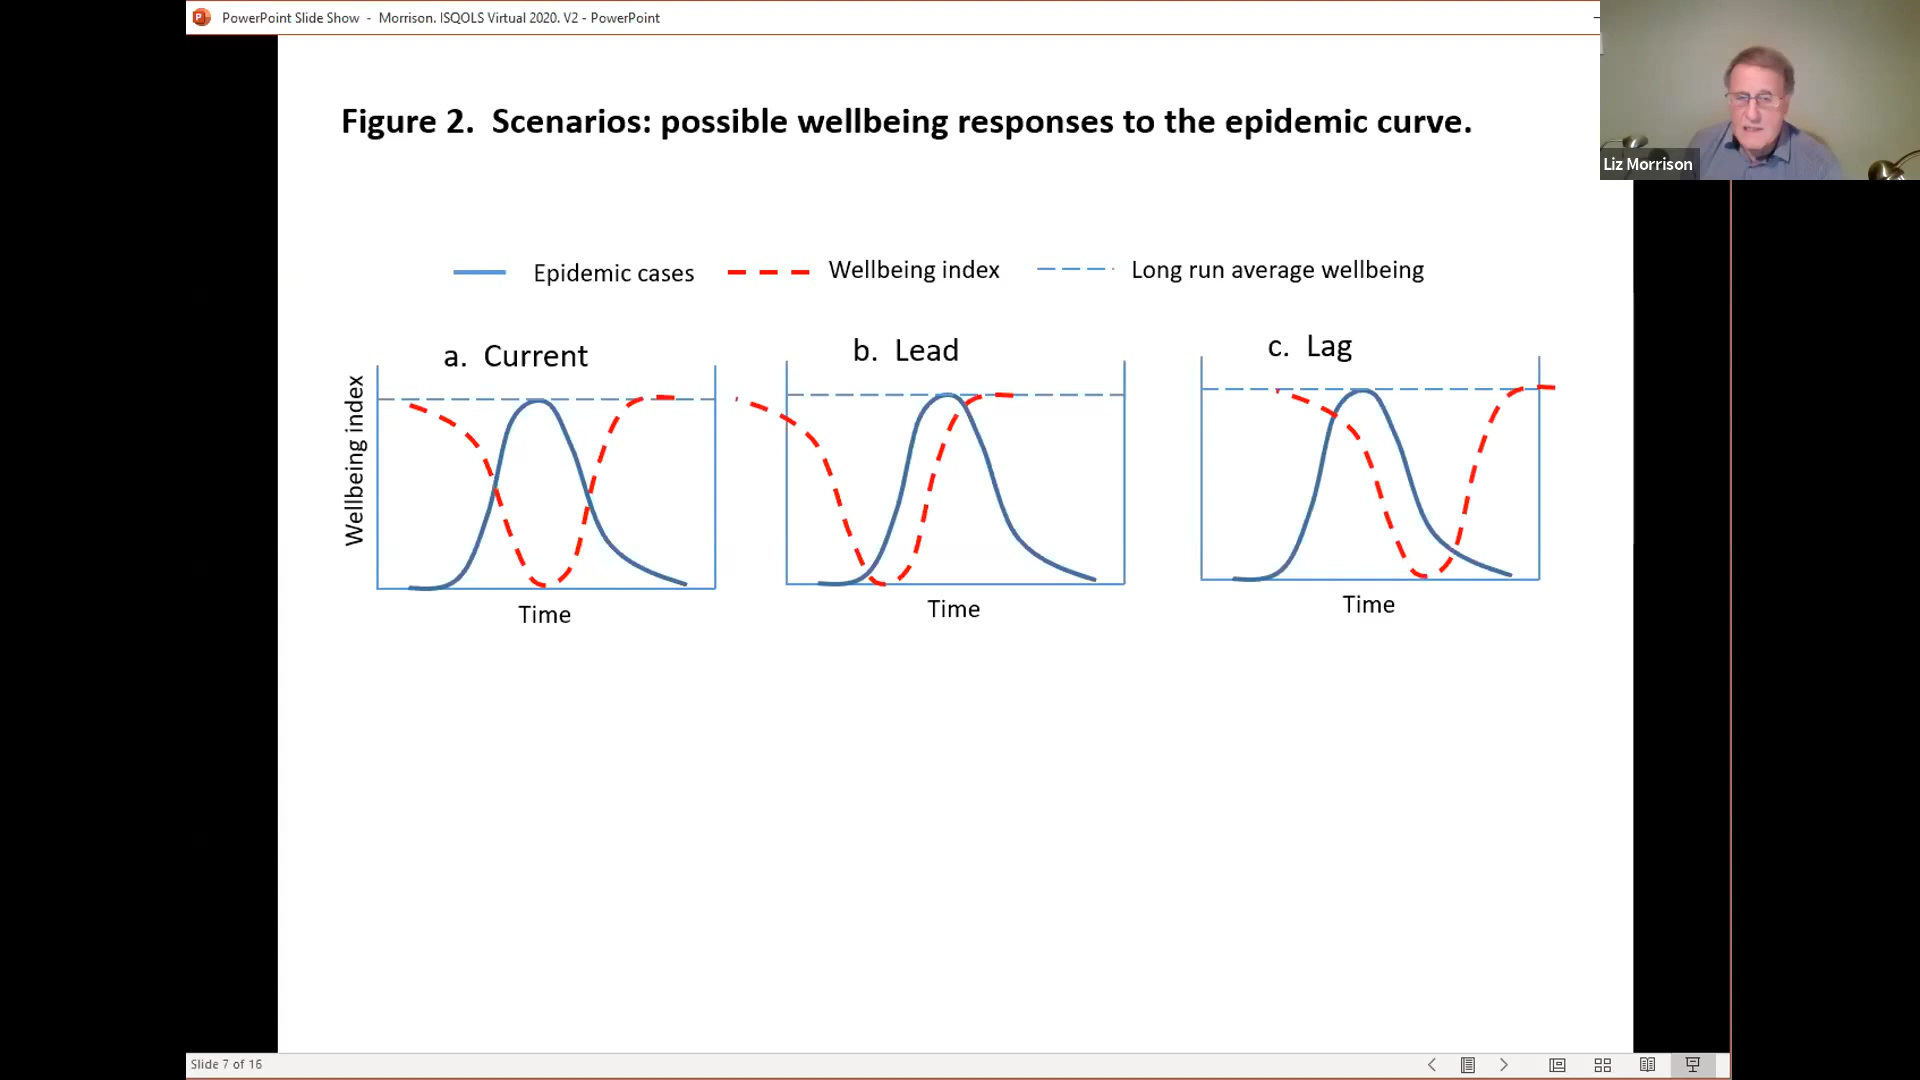 PowerPoint Slide Show - Morrison. ISQOLS Virtual 2020. V2 - PowerPoint
Liz Morrison
Figure 2. Scenarios: possible wellbeing responses to the epidemic curve.
Epidemic cases
Wellbeing index
Long run average wellbeing
a. Current
b. Lead
c. Lag
Wellbeing index
Time
Time
Time
Slide 7 of 16